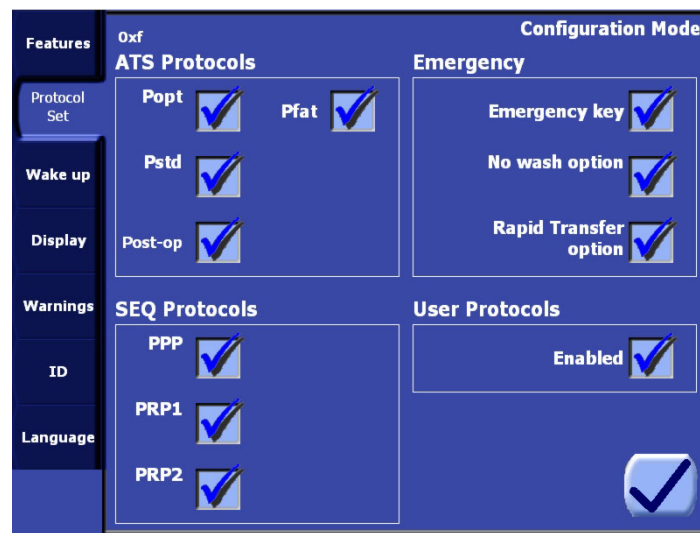 Features
Protocol
Set
Wake up
Display
Warnings
ID
Language
0xf
Configuration Mode
ATS Protocols
Popt
Pfat
Pstd
Post-op
Emergency
Emergency key
No wash option
Rapid Transfer
option
SEQ Protocols
PPP
PRP1
PRP2
User Protocols
Enabled